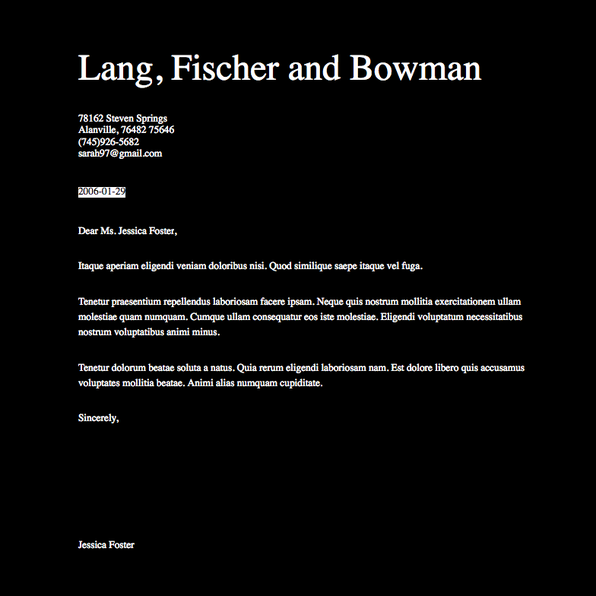 Lang, Fischer and Bowman
78162 Steven Springs
Alanville, 76482 75646
(745)926-5682
sarah97@gmail.com
2006-01-29
Dear Ms. Jessica Foster,
Itaque aperiam eligendi veniam doloribus nisi. Quod similique saepe itaque vel fuga.
Tenetur praesentium repellendus laboriosam facere ipsam. Neque quis nostrum mollitia exercitationem ullam
molestiae quam numquam. Cumque ullam consequatur eos iste molestiae. Eligendi voluptatum necessitatibus
nostrum voluptatibus animi minus.
Tenetur dolorum beatae soluta a natus. Quia rerum eligendi laboriosam nam. Est dolore libero quis accusamus
voluptates mollitia beatae. Animi alias numquam cupiditate.
Sincerely,
Jessica Foster